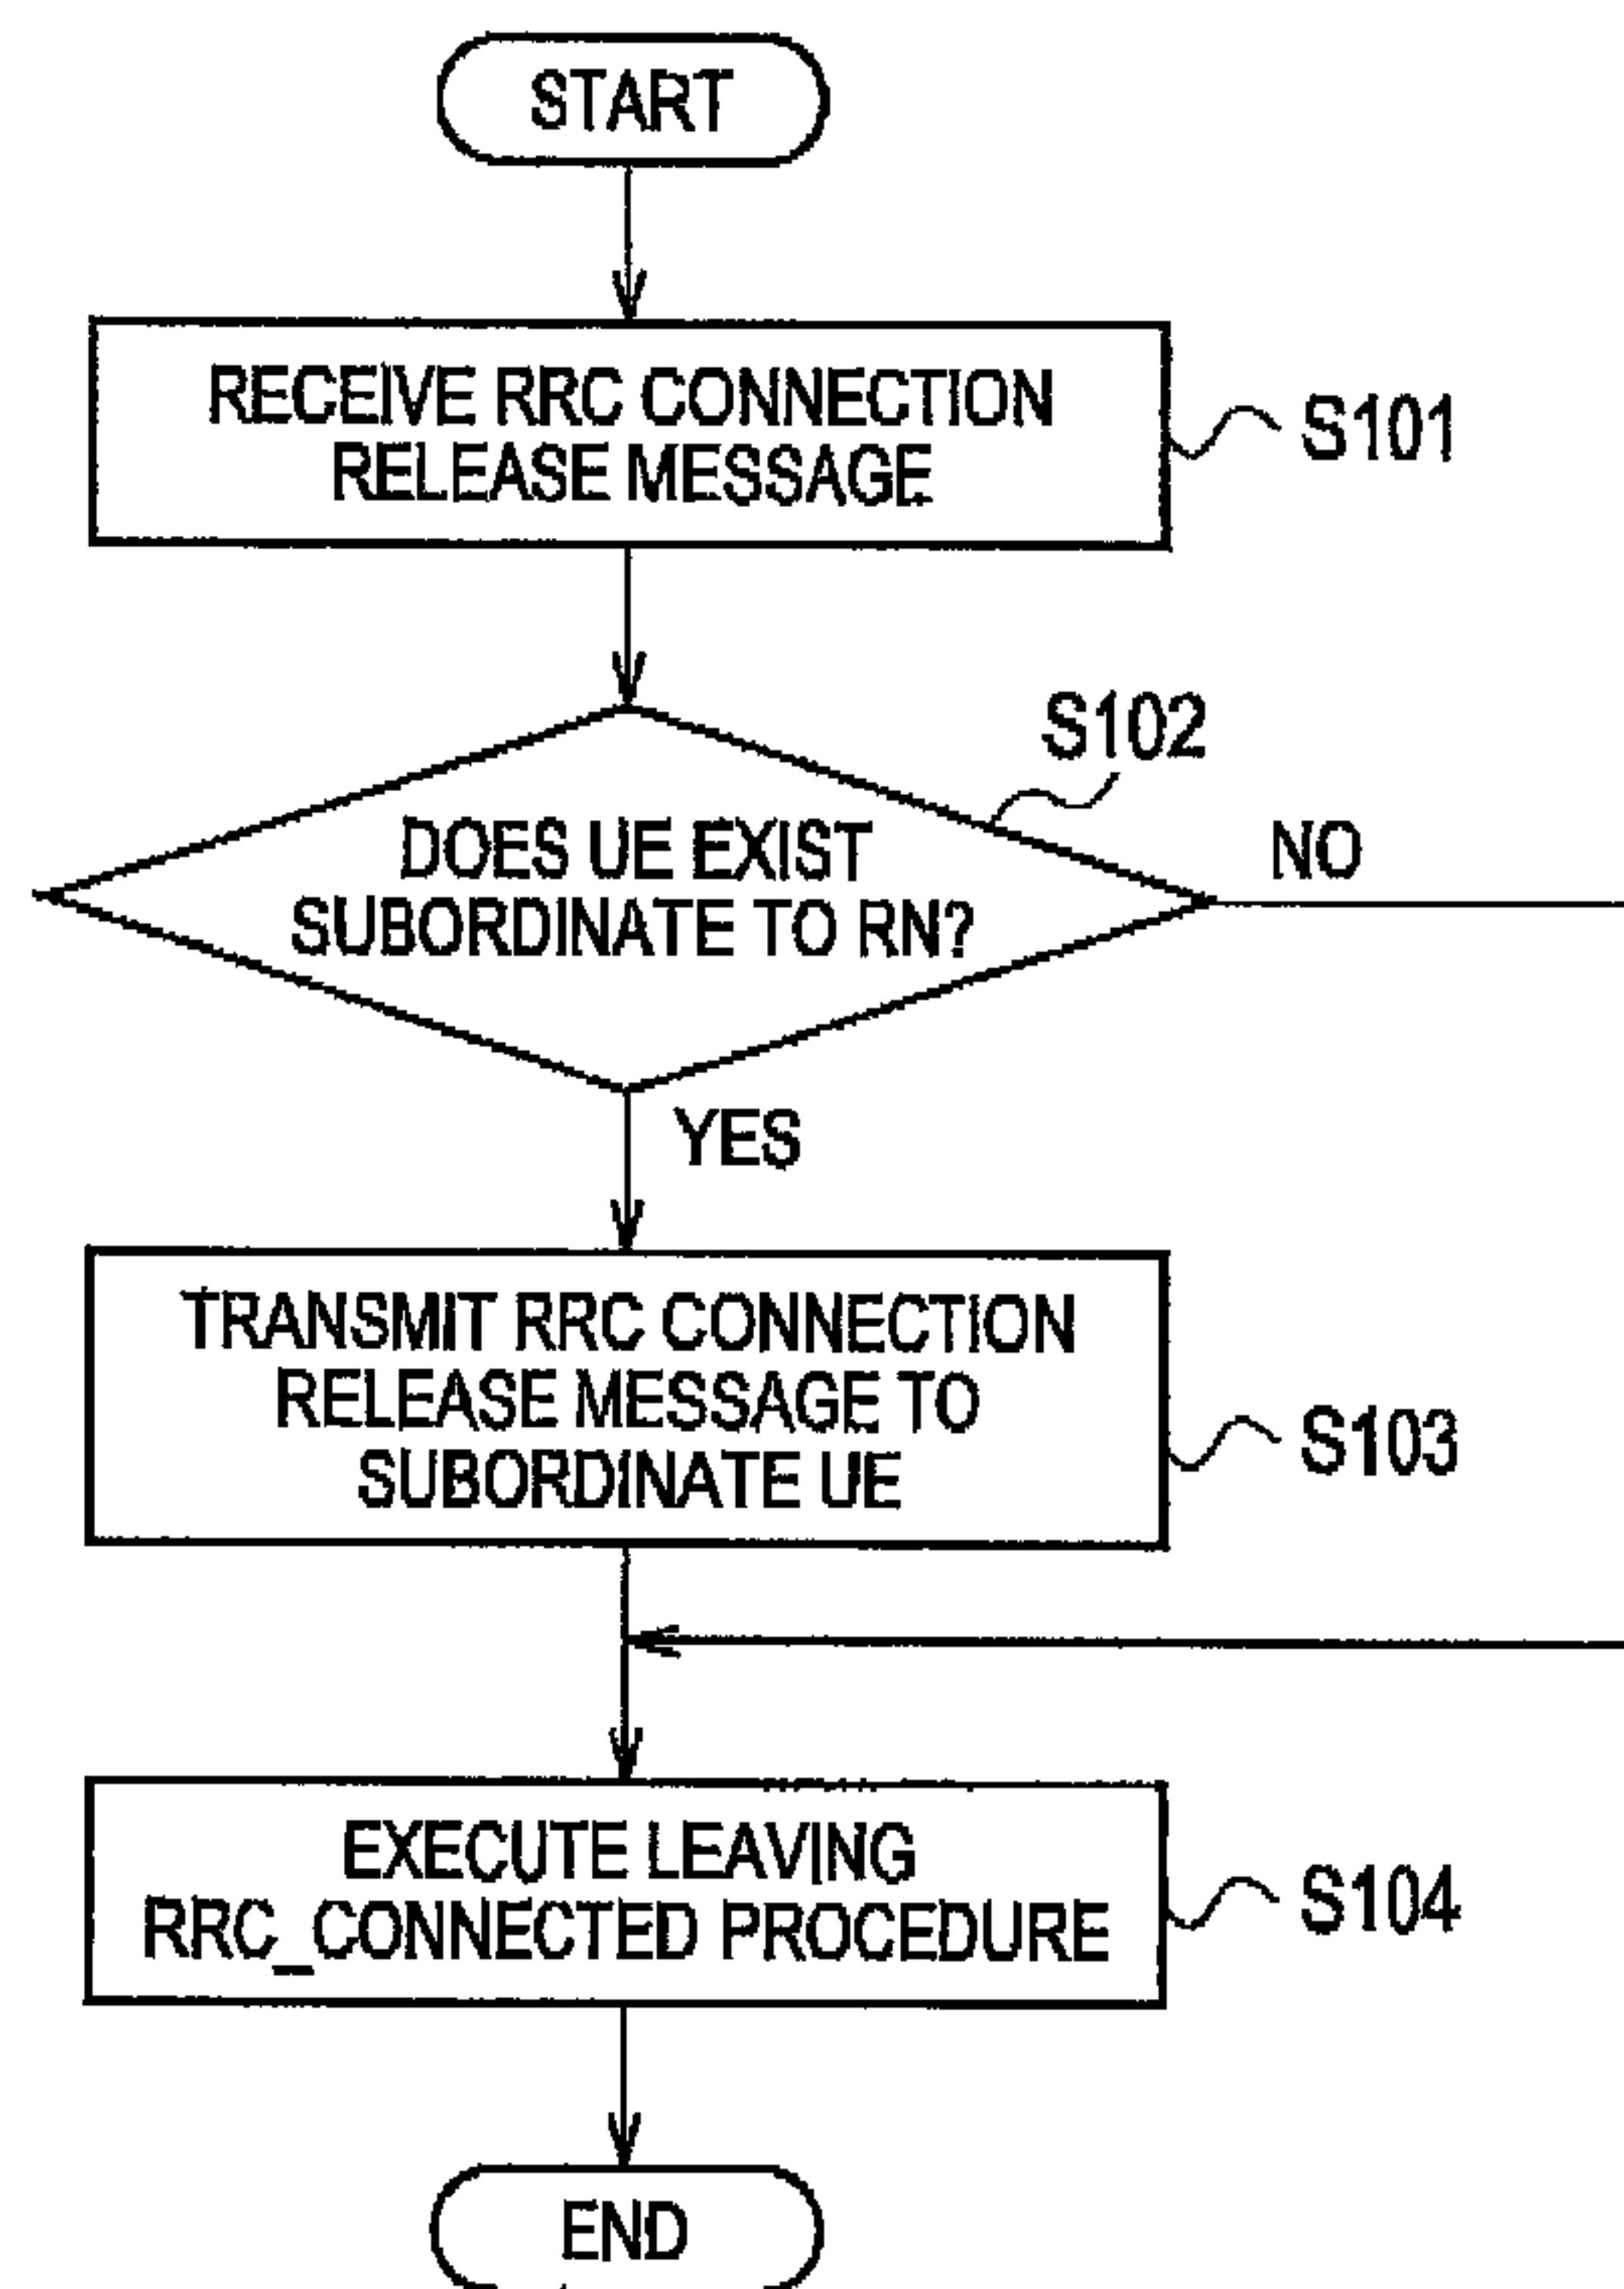 START
RECEIVE RRC CONNECTION
RELEASE MESSAGE
S101
S102
DOES UE EXIST
SUBORDINATE TO RN?
NO
YES
TRANSMIT RRC CONNECTION
RELEASE MESSAGE TO
SUBORDINATE UE
S103
EXECUTE LEAVING
RRC_CONNECTED PROCEDURE
S104
END